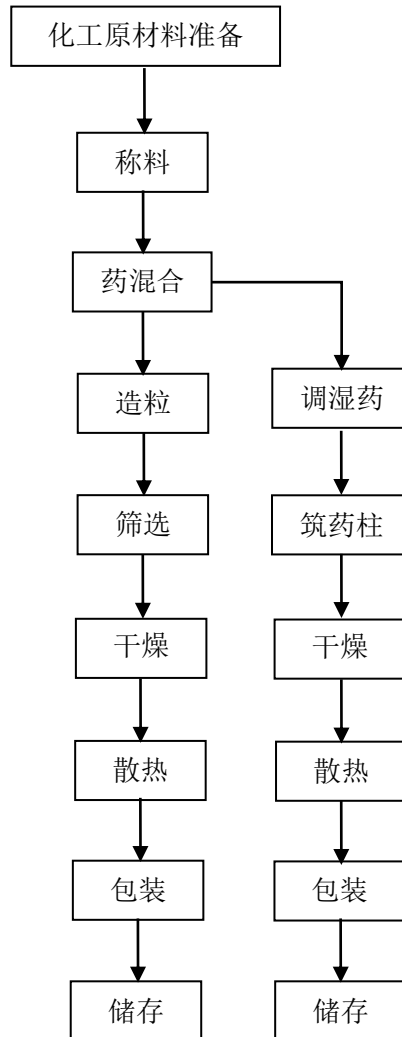 化工原材料准备
称料
药混合
造粒
调湿药
筛选
筑药柱
干燥
干燥
散热
散热
包装
包装
储存
储存